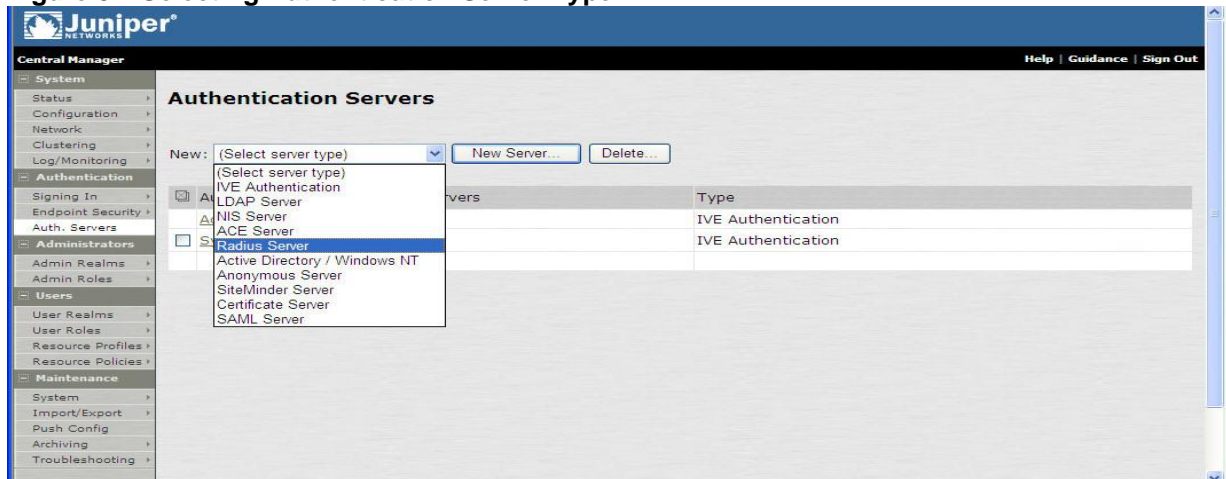 Juniper®
NETWORKS
Central Manager
Help | Guidance | Sign Out
System
Status
Configuration
Network
Clustering
Log/Monitoring
Authentication
Signing In
Endpoint Security
Auth. Servers
Administrators
Admin Realms
Admin Roles
Users
User Realms
User Roles
Resource Profiles
Resource Policies
Maintenance
System
Import/Export
Push Config
Archiving
Troubleshooting
Authentication Servers
New: (Select server type) New Server... Delete...
(Select server type)
IVE Authentication
LDAP Server
NIS Server
ACE Server
Radius Server
Active Directory / Windows NT
Anonymous Server
SiteMinder Server
Certificate Server
SAML Server
Type
IVE Authentication
IVE Authentication